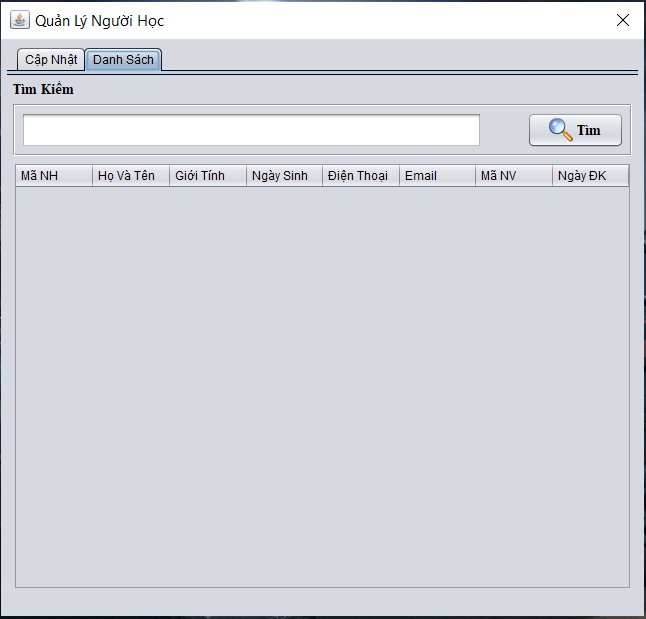 Quản Lý Người Học
Cập Nhật Danh Sách
Tìm Kiếm
Tìm
Mã NH Họ Và Tên Giới Tính Ngày Sinh Điện Thoại Email Mã NV Ngày ĐK